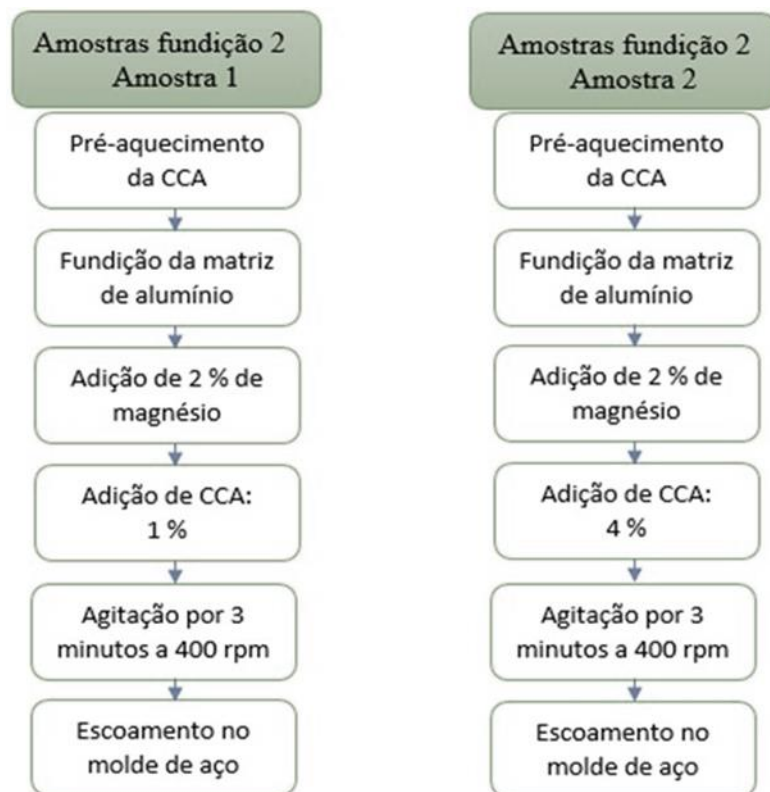 Amostras fundição 2
Amostra 1
Pré-aquecimento
da CCA
Fundição da matriz
de alumínio
Adição de 2 % de
magnésio
Adição de CCA:
1 %
Agitação por 3
minutos a 400 rpm
Escoamento no
molde de aço
Amostras fundição 2
Amostra 2
Pré-aquecimento
da CCA
Fundição da matriz
de alumínio
Adição de 2 % de
magnésio
Adição de CCA:
4 %
Agitação por 3
minutos a 400 rpm
Escoamento no
molde de aço